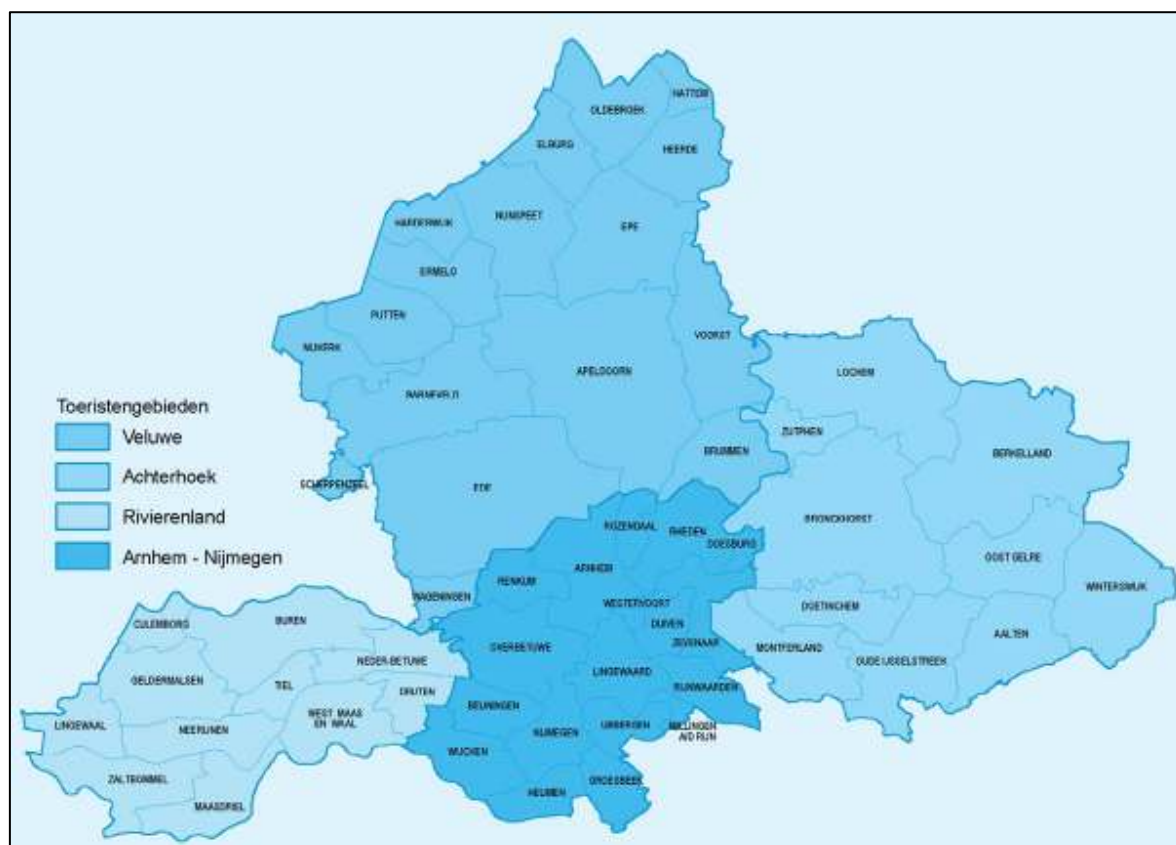 HATTEM
OLDEBROEK
ELBURG
HEERDE
NUNSPEET
HARDERWIJK
EPE
ERMELO
PUTTEN
VOORST
NIJKERK
LOCHEM
APELDOORN
BARNEVELD
Toeristengebieden
Veluwe
Achterhoek
Rivierenland
Arnhem - Nijmegen
ZUTPHEN
BRUMMEN
BERKELLAND
SCHERPENZEEL
EDE
BRONCKHORST
ROZENDAAL
RHEDEN
DOESBURG
OOST GELRE
ARNHEM
RENKUM
WINTERSWIJK
WAGENINGEN
WESTERVOORT
DOETINCHEM
DUIVEN
CULEMBORG
BUREN
AALTEN
ZEVENAAR
OVERBETUWE
MONTFERLAND
NEDER-BETUWE
OUDE IJSSELSTREEK
LINGEWAARD
GELDERMALSEN
TIEL
RIJNWAARDEN
DRUTEN
BEUNINGEN
LINGEWAAL
NEERIJNEN
WEST MAAS
EN WAAL
UBBERGEN
MILLINGEN
A/D RIJN
NIJMEGEN
WIJCHEN
ZALTBOMMEL
GROESBEEK
HEUMEN
MAASDRIEL